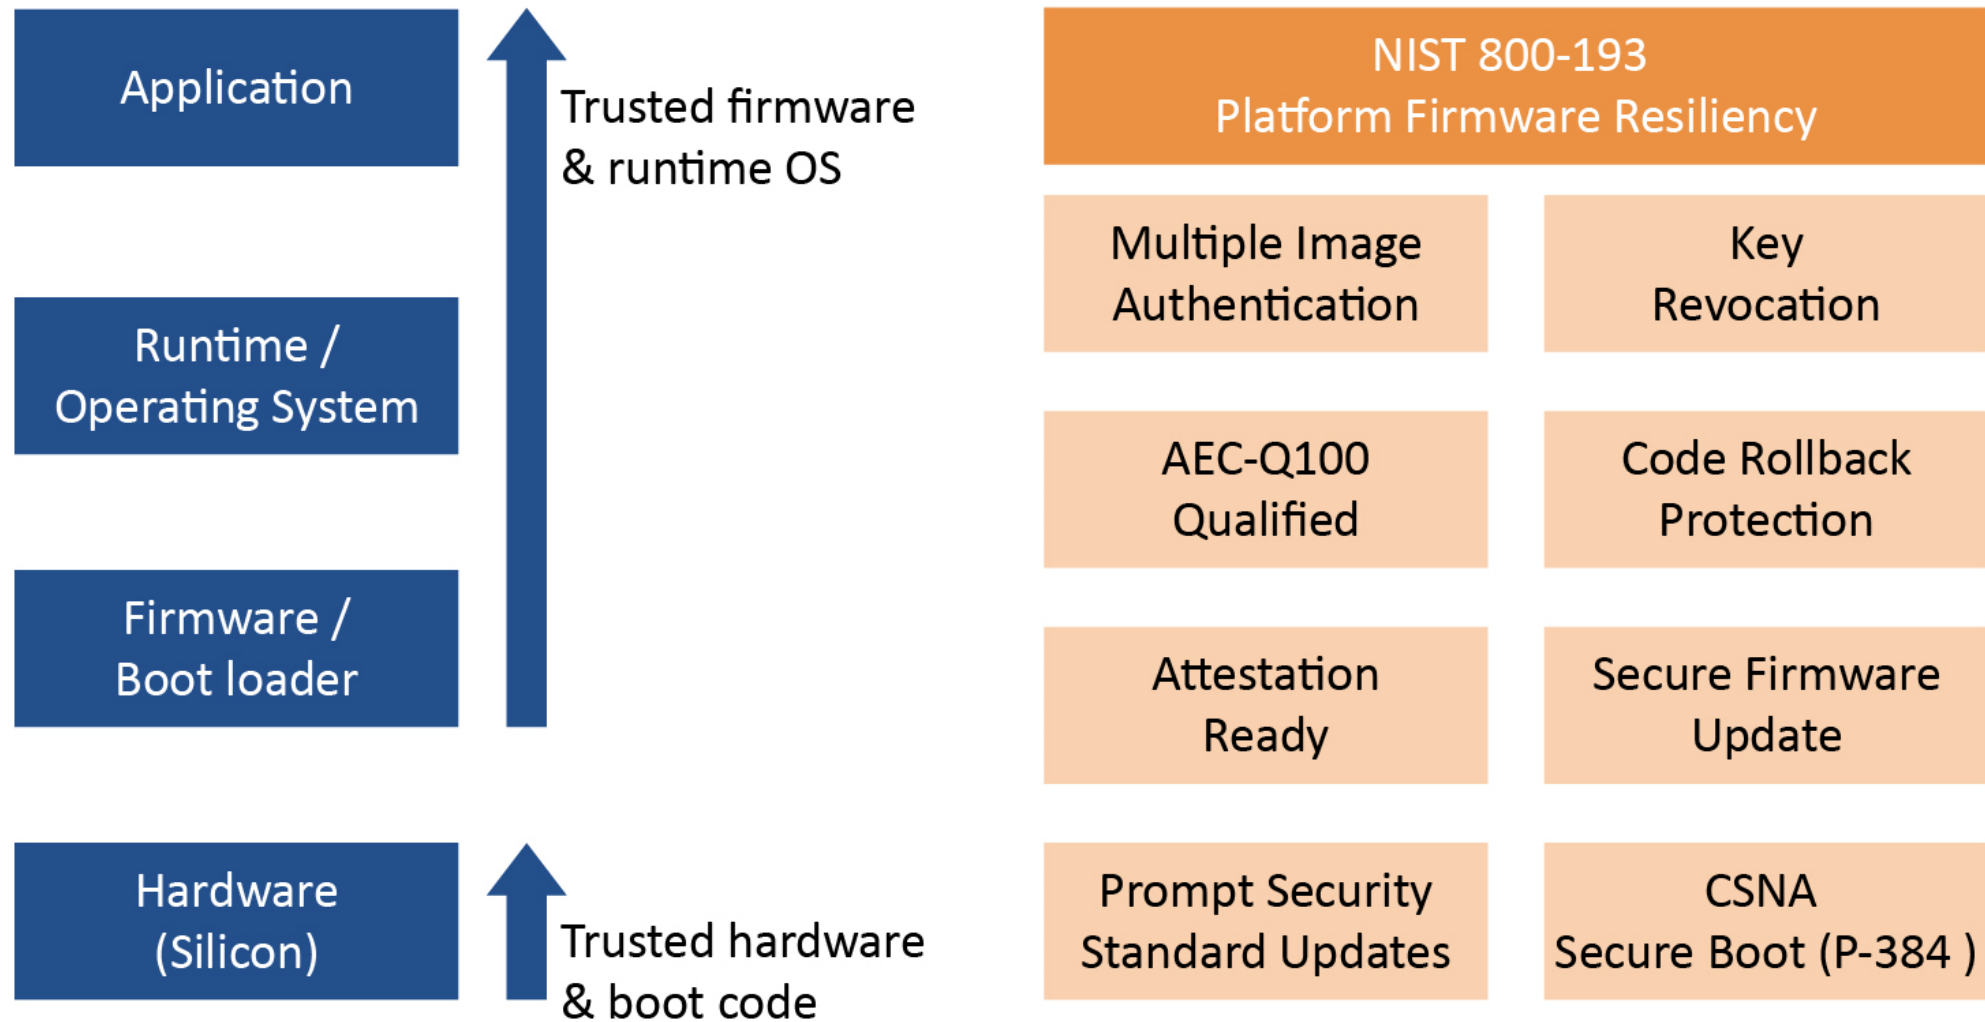 Application
Runtime /
Operating System
Firmware /
Boot loader
Hardware
(Silicon)
Trusted firmware
& runtime OS
Trusted hardware
& boot code
NIST 800-193
Platform Firmware Resiliency
Multiple Image
Authentication
Key
Revocation
AEC-Q100
Qualified
Code Rollback
Protection
Attestation
Ready
Secure Firmware
Update
Prompt Security
Standard Updates
CSNA
Secure Boot (P-384 )